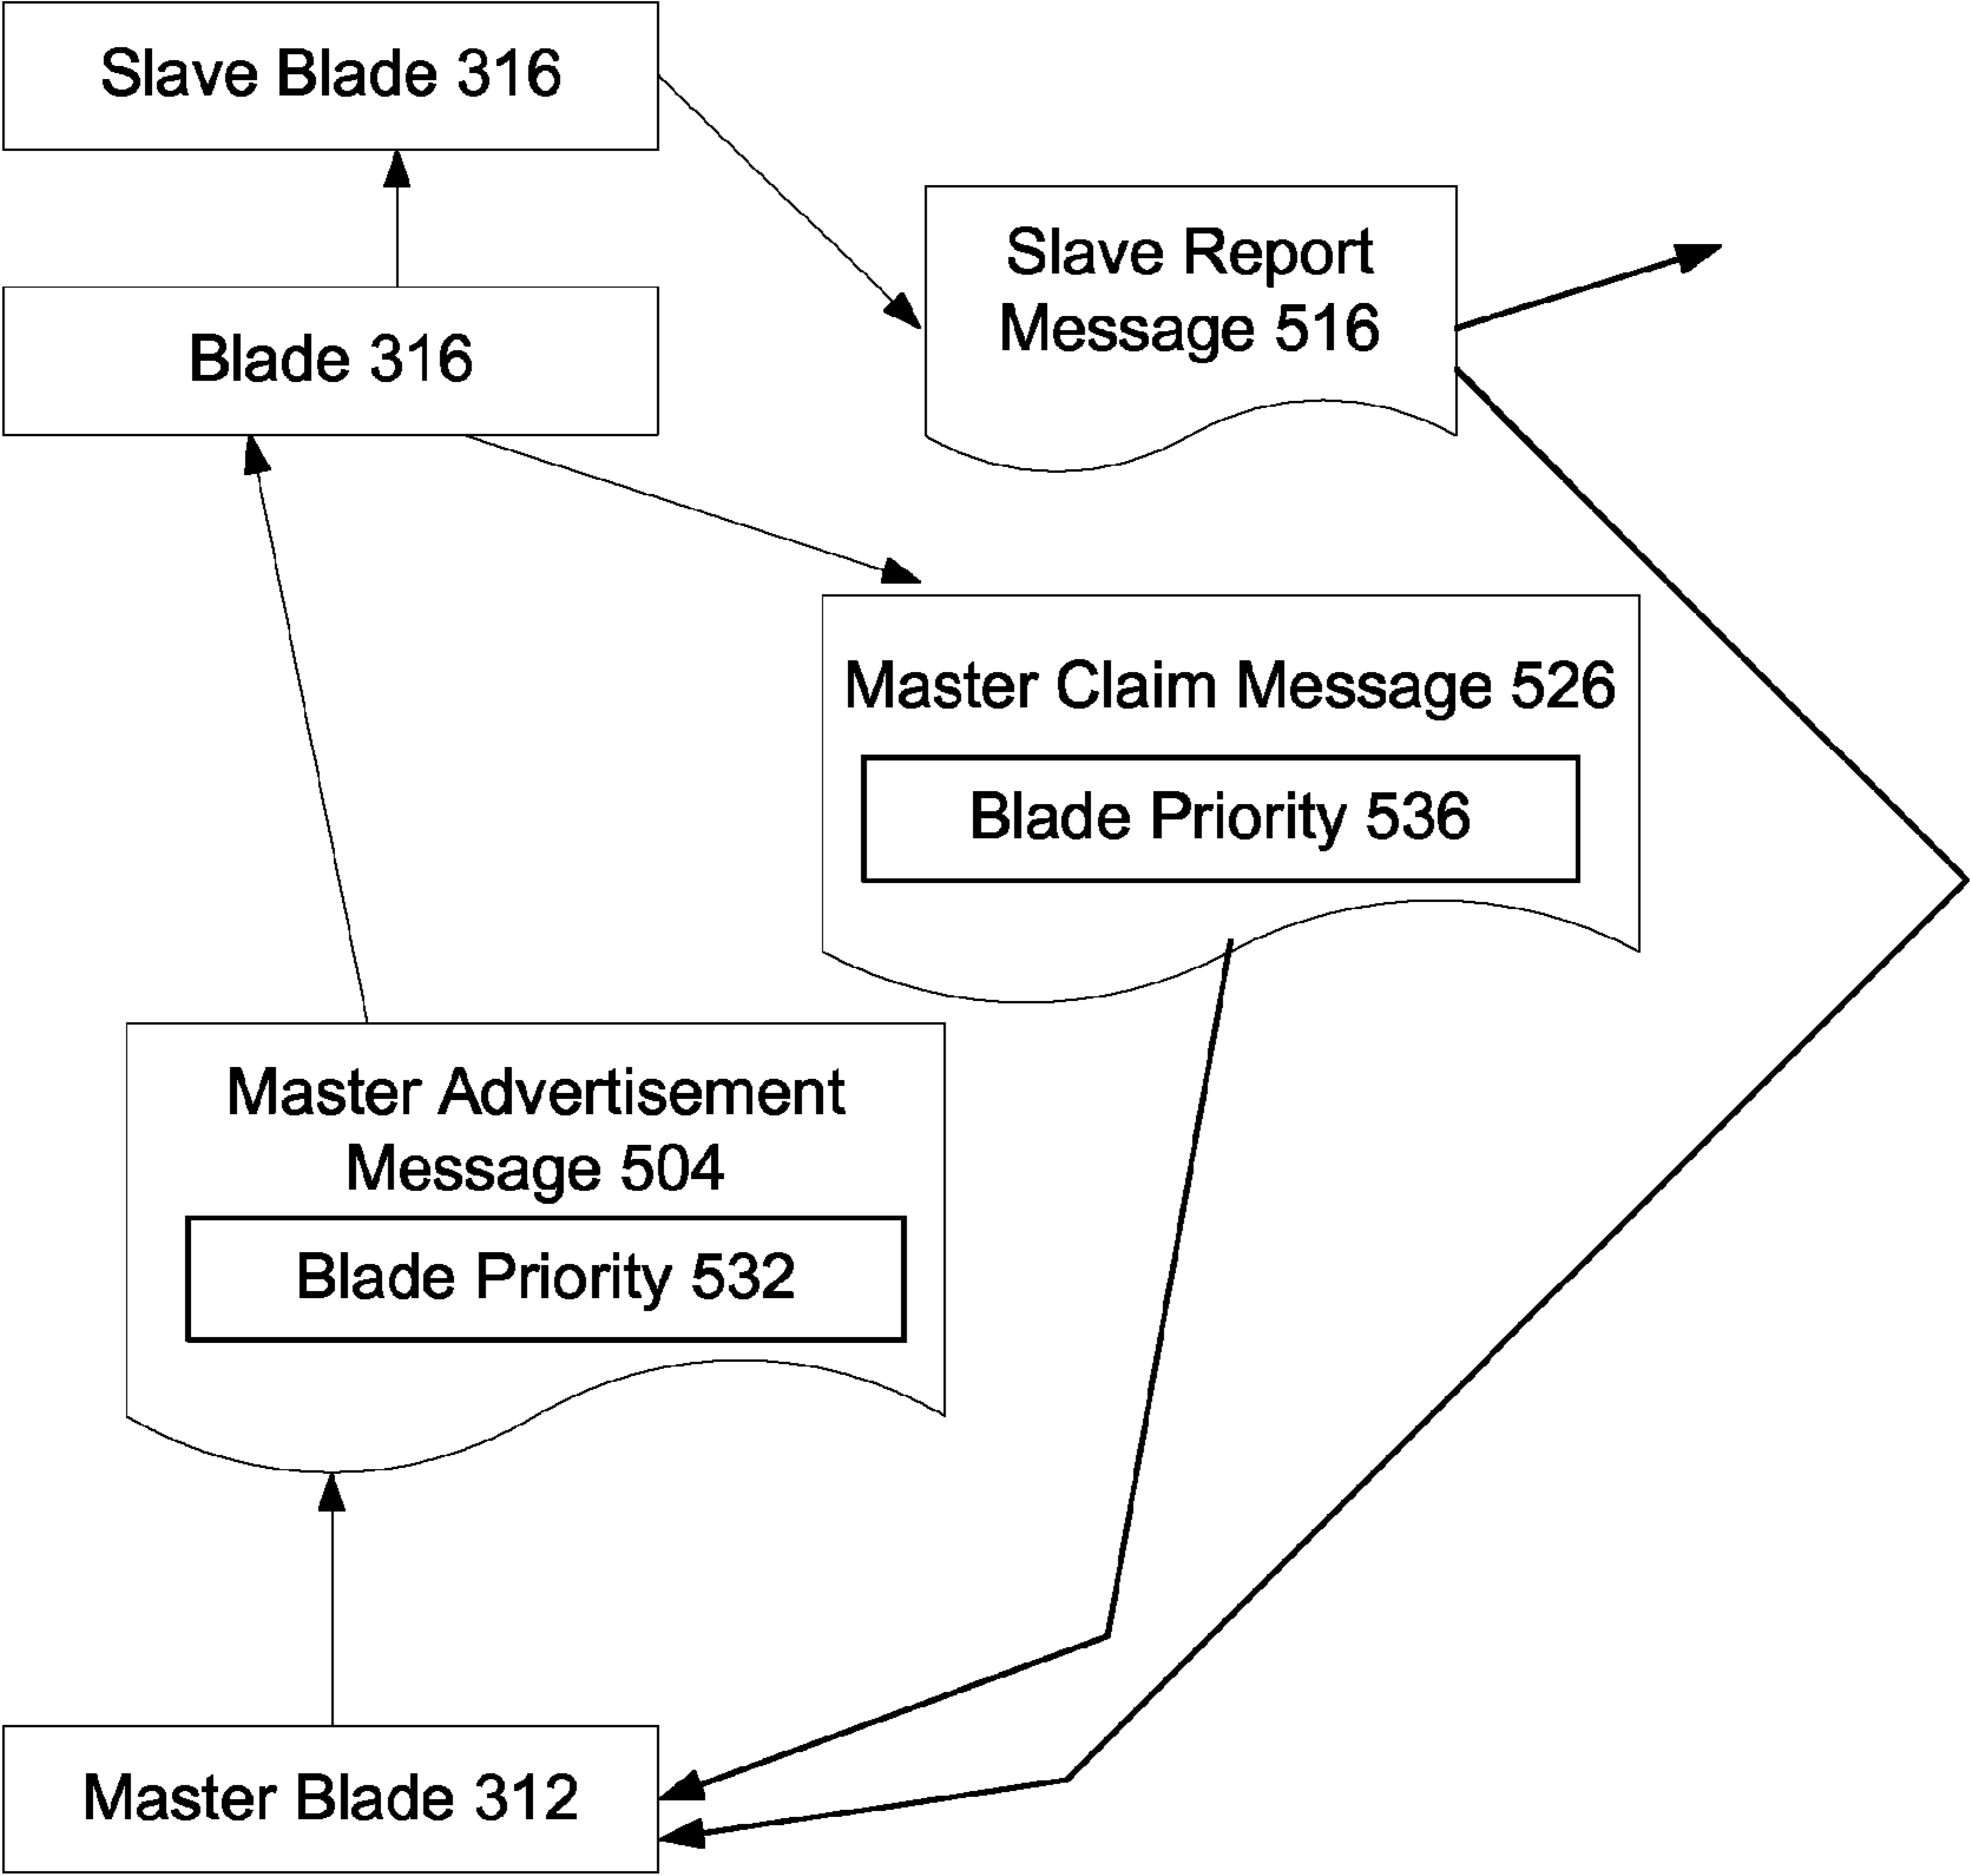 Slave Blade 316
Slave Report
Message 516
Blade 316
Master Claim Message 526
Blade Priority 536
Master Advertisement
Message 504
Blade Priority 532
Master Blade 312